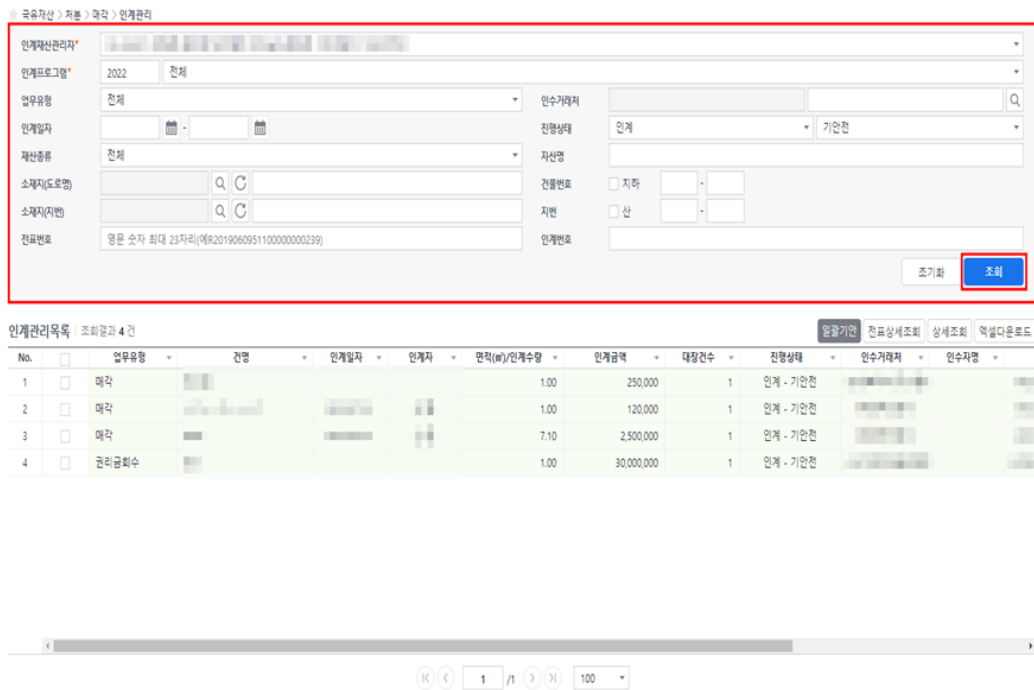 국유재산 > 처분 > 매각 > 인계관리
인계재산관리자*
인계프로그램* 2022 전체
업무유형 전체 인수거래처
인계일자 - 진행상태 인계 기안전
재산종류 전체 자산명
소재지(도로명) 건물번호 지하 -
소재지(지번) 지번 산 -
전표번호 영문 숫자 최대 23자리(예R2019060951100000000239) 인계번호
초기화 조회
인계관리목록 조회결과 4 건 일괄기안 전표상세조회 상세조회 엑셀다운로드
No. 업무유형 건명 인계일자 인계자 면적(㎡)/인계수량 인계금액 대장건수 진행상태 인수거래처 인수자명
1 매각 1.00 250,000 1 인계 - 기안전
2 매각 1.00 120,000 1 인계 - 기안전
3 매각 7.10 2,500,000 1 인계 - 기안전
4 권리금회수 1.00 30,000,000 1 인계 - 기안전
1 /1 100